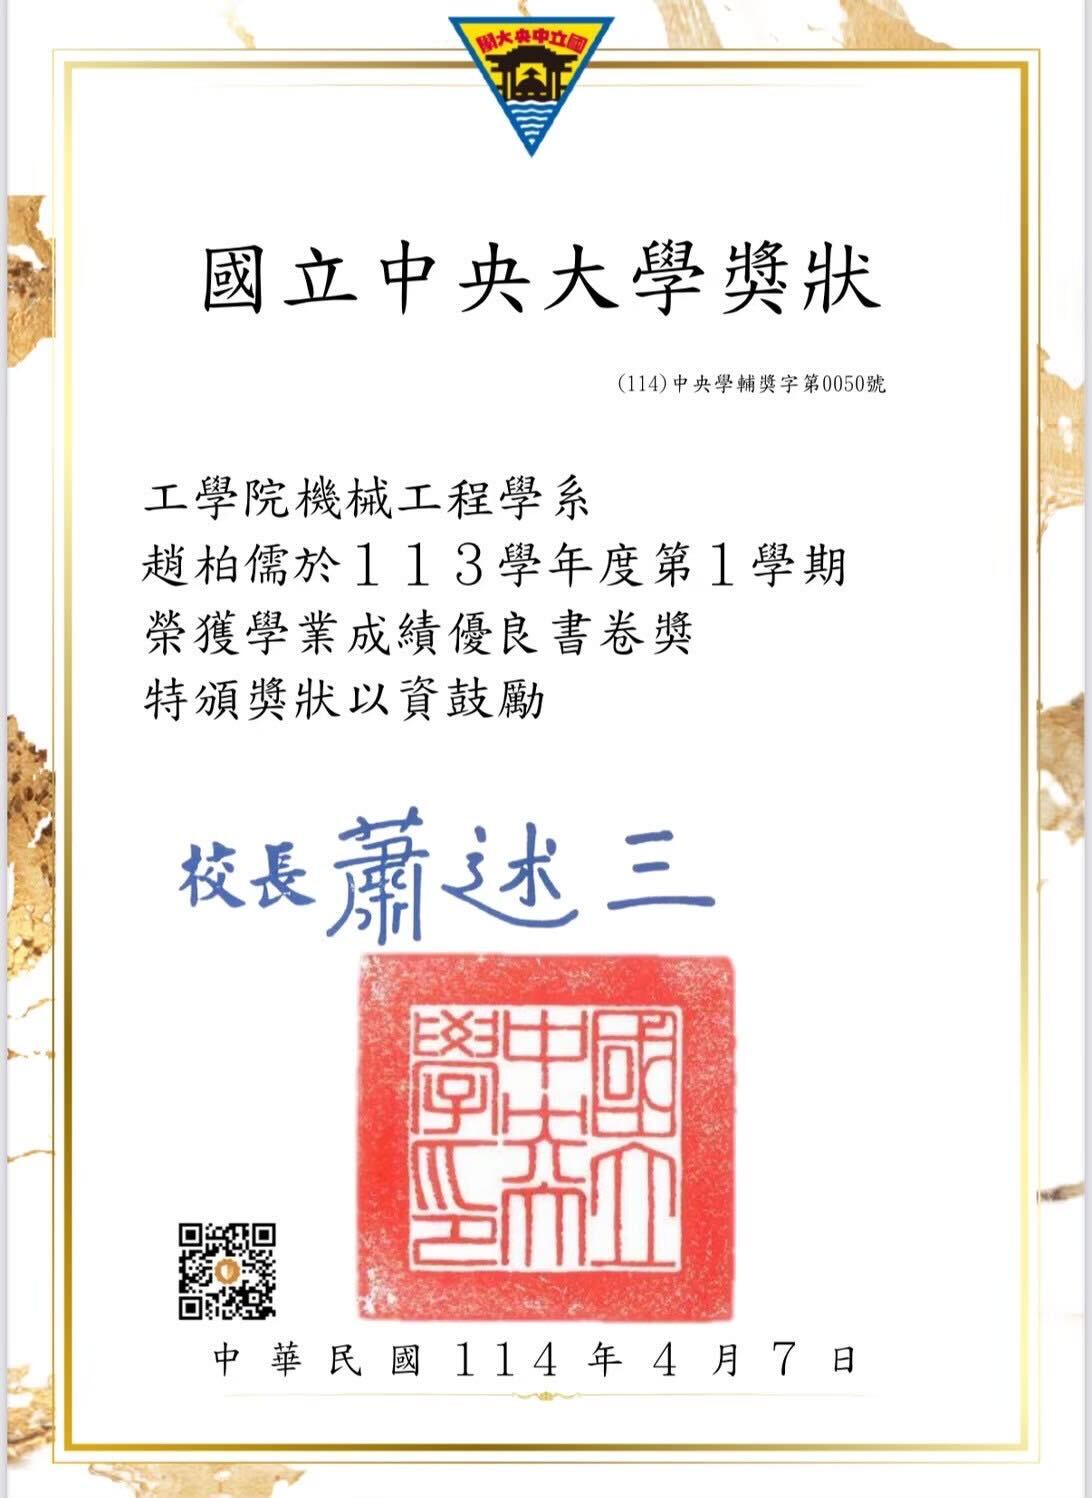 國立中央大學
國立中央大學獎狀
(114)中央學輔獎字第0050號
工學院機械工程學系
趙柏儒於113學年度第1學期
榮獲學業成績優良書卷獎
特頒獎狀以資鼓勵
校長蕭述三
國立中央大學印
中華民國114年4月7日